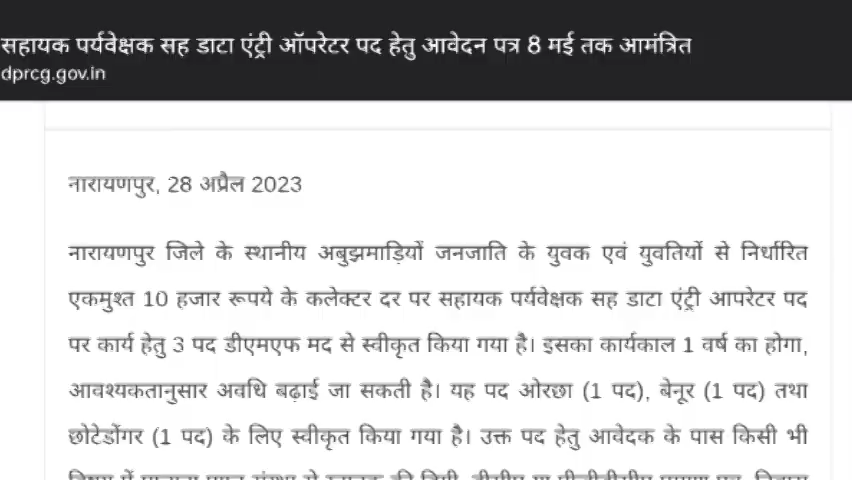 सहायक पर्यवेक्षक सह डाटा एंट्री ऑपरेटर पद हेतु आवेदन पत्र 8 मई तक आमंत्रित
dprcg.gov.in
नारायणपुर, 28 अप्रैल 2023
नारायणपुर जिले के स्थानीय अबुझमाड़ियों जनजाति के युवक एवं युवतियों से निर्धारित
एकमुश्त 10 हजार रूपये के कलेक्टर दर पर सहायक पर्यवेक्षक सह डाटा एंट्री आपरेटर पद
पर कार्य हेतु 3 पद डीएमएफ मद से स्वीकृत किया गया है। इसका कार्यकाल 1 वर्ष का होगा,
आवश्यकतानुसार अवधि बढ़ाई जा सकती है। यह पद ओरछा (1 पद), बेनूर (1 पद) तथा
छोटेडोंगर (1 पद) के लिए स्वीकृत किया गया है। उक्त पद हेतु आवेदक के पास किसी भी